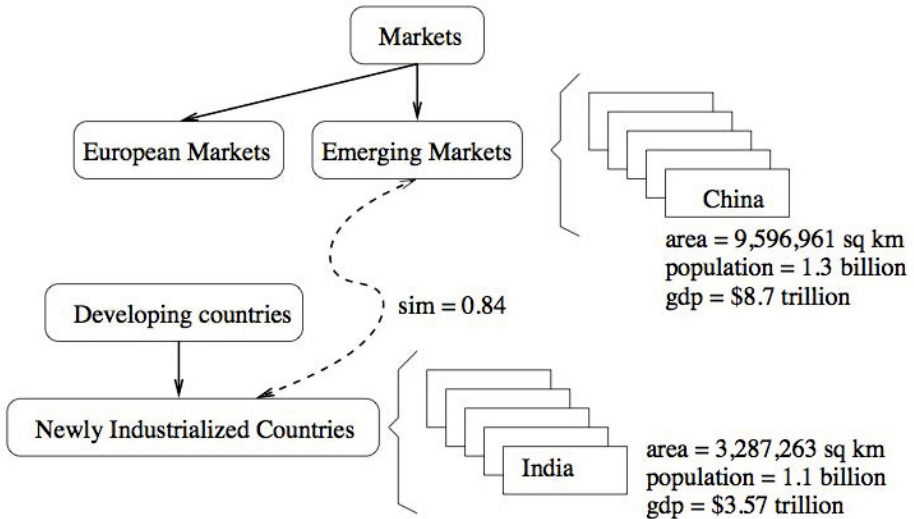 Markets
European Markets
Emerging Markets
China
area = 9,596,961 sq km
population = 1.3 billion
gdp = $8.7 trillion
sim = 0.84
Developing countries
Newly Industrialized Countries
India
area = 3,287,263 sq km
population = 1.1 billion
gdp = $3.57 trillion